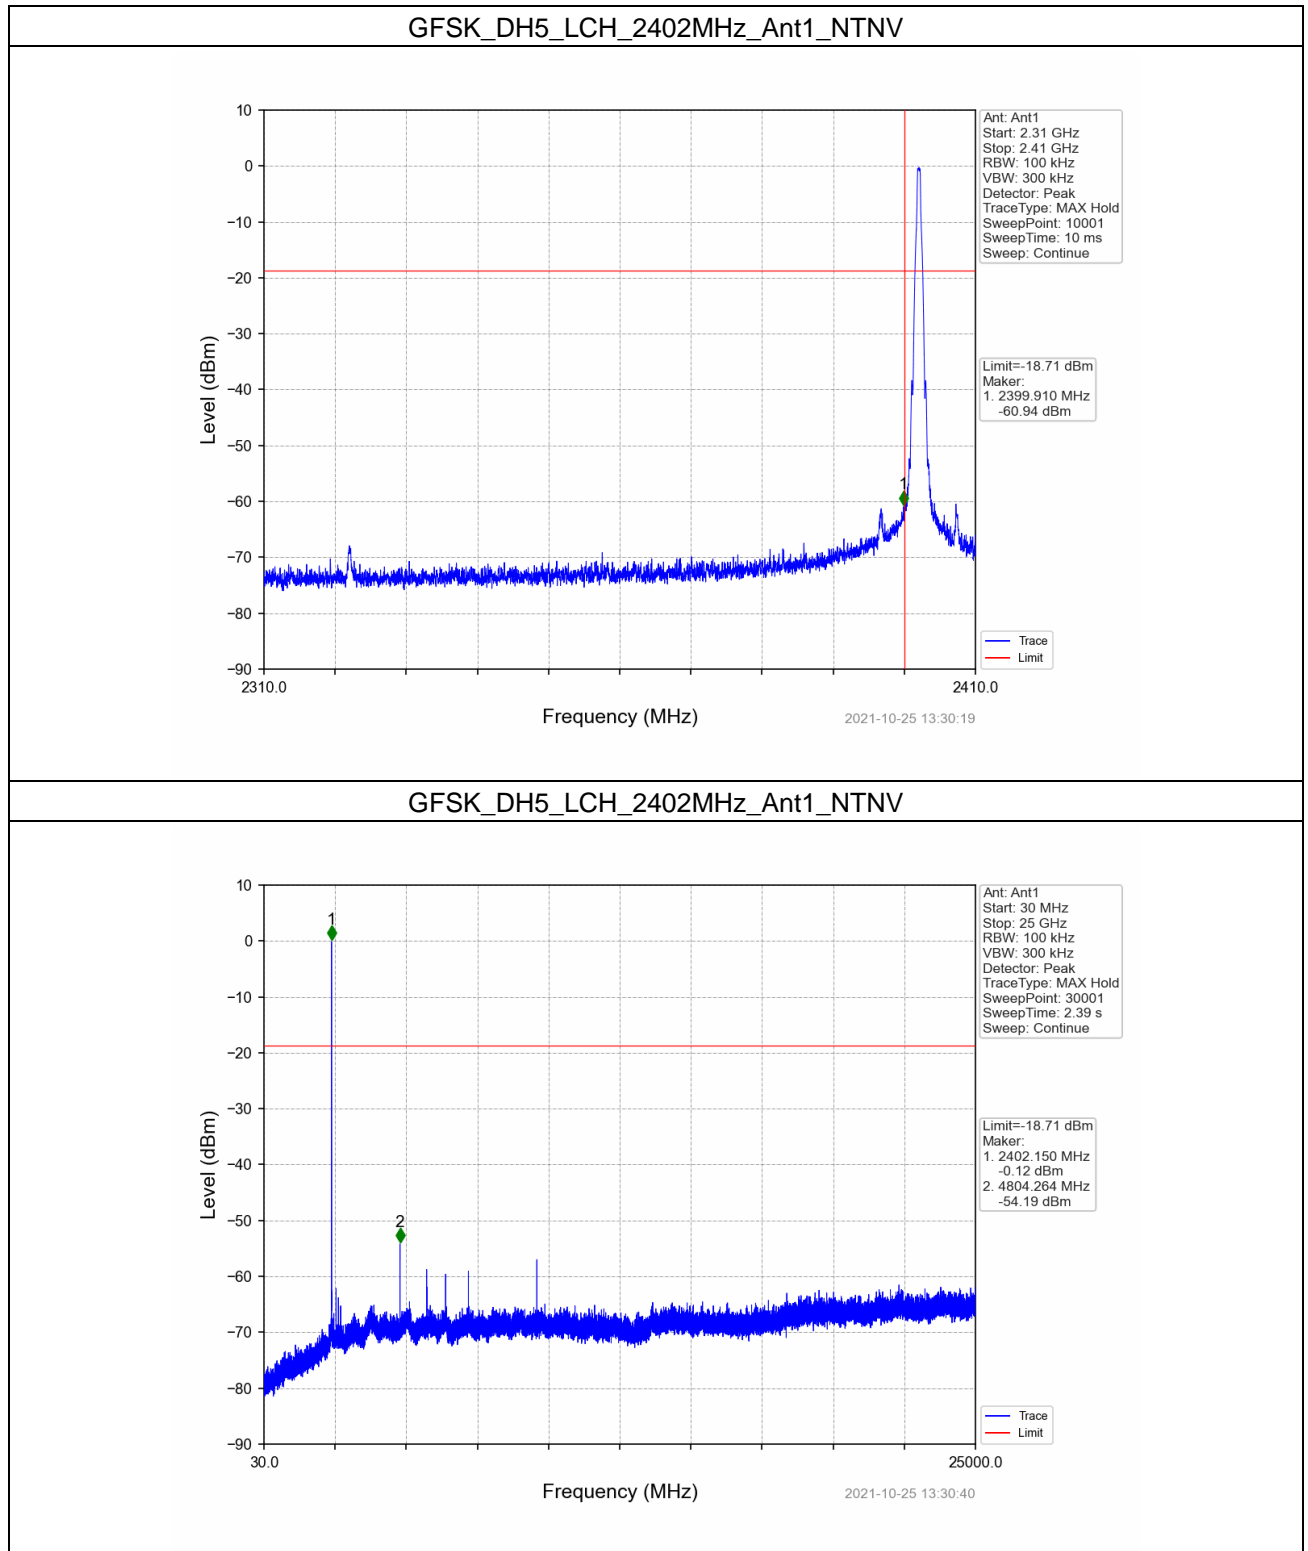 GFSK_DH5_LCH_2402MHz_Ant1_NTNV
10
0
−10
−20
−30
−40
−50
−60
−70
−80
−90
Level (dBm)
1
2310.0
2410.0
Frequency (MHz)
2021-10-25 13:30:19
Ant: Ant1
Start: 2.31 GHz
Stop: 2.41 GHz
RBW: 100 kHz
VBW: 300 kHz
Detector: Peak
TraceType: MAX Hold
SweepPoint: 10001
SweepTime: 10 ms
Sweep: Continue
Limit=-18.71 dBm
Maker:
1. 2399.910 MHz
-60.94 dBm
Trace
Limit
GFSK_DH5_LCH_2402MHz_Ant1_NTNV
10
0
−10
−20
−30
−40
−50
−60
−70
−80
−90
Level (dBm)
1
2
30.0
25000.0
Frequency (MHz)
2021-10-25 13:30:40
Ant: Ant1
Start: 30 MHz
Stop: 25 GHz
RBW: 100 kHz
VBW: 300 kHz
Detector: Peak
TraceType: MAX Hold
SweepPoint: 30001
SweepTime: 2.39 s
Sweep: Continue
Limit=-18.71 dBm
Maker:
1. 2402.150 MHz
-0.12 dBm
2. 4804.264 MHz
-54.19 dBm
Trace
Limit